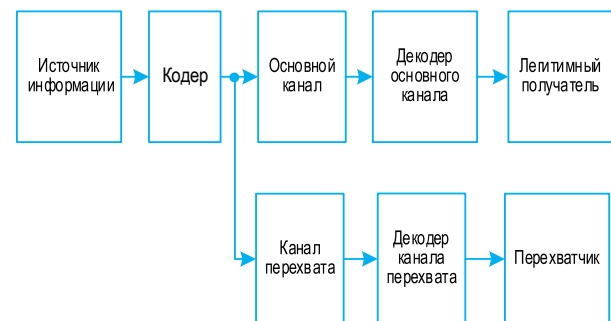 Источник
информации
Кодер
Основной
канал
Декодер
основного
канала
Легитимный
получатель
Канал
перехвата
Декодер
канала
перехвата
Перехватчик